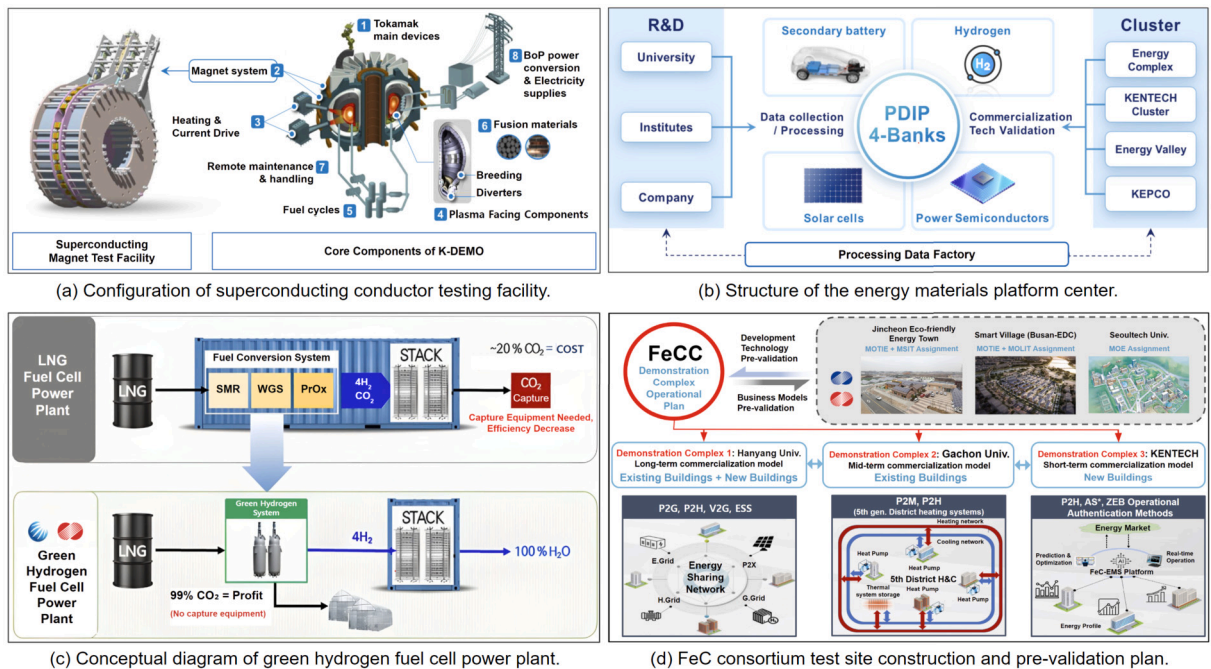 1 Tokamak
main devices
Magnet system 2
8 BoP power
conversion
& Electricity
supplies
Heating &
Current Drive
3
6 Fusion materials
Remote maintenance 7
& handling
Breeding
Diverters
Fuel cycles 5
4 Plasma Facing Components
Superconducting
Magnet Test Facility
Core Components of K-DEMO
(a) Configuration of superconducting conductor testing facility.
R&D
University
Institutes
Company
Secondary battery
Hydrogen
H2
Data collection
/ Processing
PDIP
4-Banks
Commercialization
Tech Validation
Solar cells
Power Semiconductors
Cluster
Energy
Complex
KENTECH
Cluster
Energy Valley
KEPCO
Processing Data Factory
(b) Structure of the energy materials platform center.
LNG
Fuel Cell
Power
Plant
LNG
Fuel Conversion System
SMR
WGS
PrOx
4H₂
CO₂
STACK
~20% CO₂ = COST
CO₂
Capture
Capture Equipment Needed,
Efficiency Decrease
Green
Hydrogen
Fuel Cell
Power
Plant
LNG
Green Hydrogen
System
4H₂
STACK
100% H₂O
99% CO₂ = Profit
(No capture equipment)
(c) Conceptual diagram of green hydrogen fuel cell power plant.
FeCC
Demonstration
Complex
Operational
Plan
Development
Technology
Pre-validation
Business Models
Pre-validation
Jincheon Eco-friendly
Energy Town
MOTIE + MSIT Assignment
Smart Village (Busan-EDC)
MOTIE + MOLIT Assignment
Seoultech Univ.
MOE Assignment
Demonstration Complex 1: Hanyang Univ.
Long-term commercialization model
Existing Buildings + New Buildings
Demonstration Complex 2: Gachon Univ.
Mid-term commercialization model
Existing Buildings
Demonstration Complex 3: KENTECH
Short-term commercialization model
New Buildings
P2G, P2H, V2G, ESS
E.Grid
P2X
Energy
Sharing
Network
H.Grid
G.Grid
P2M, P2H
(5th gen. District heating systems)
Heating network
Cooling network
Heat Pump
Heat Pump
5th District H&C
Thermal
system storage
Heat Pump
Heat Pump
P2H, AS*, ZEB Operational
Authentication Methods
Energy Market
Prediction &
Optimization
AI
Real-time
Operation
FeC-EMS Platform
Energy Profile
(d) FeC consortium test site construction and pre-validation plan.